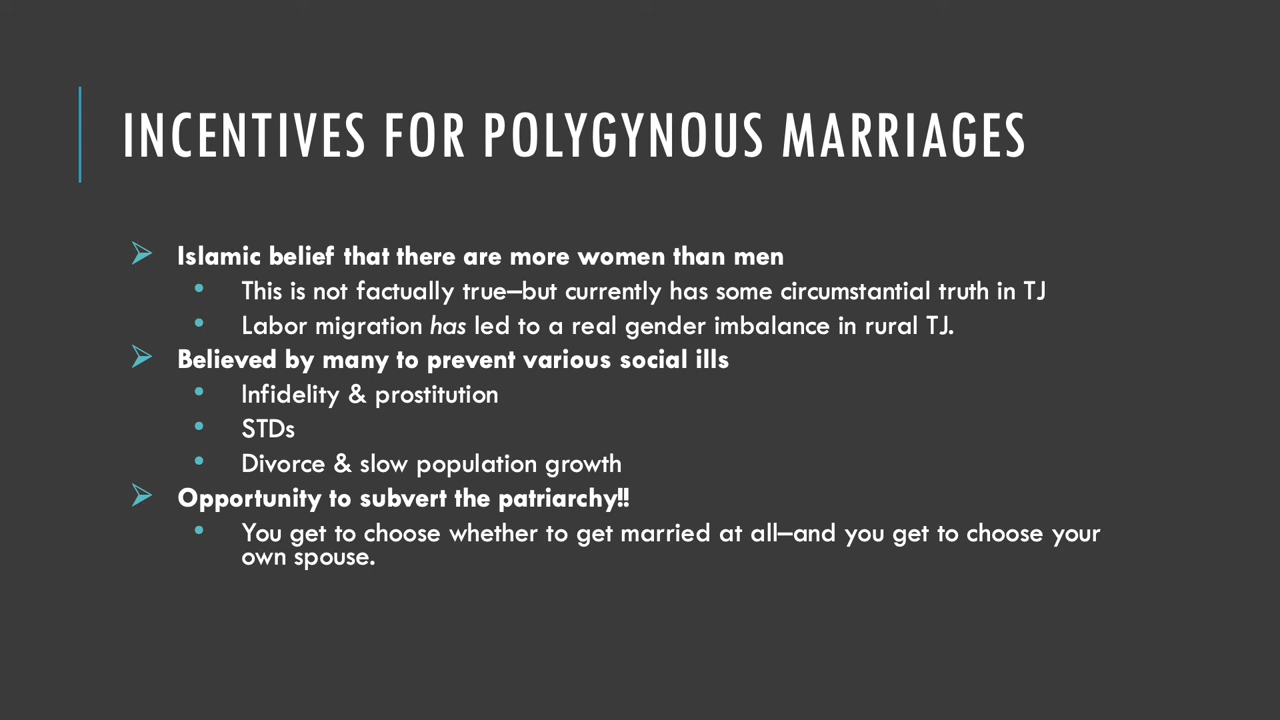 INCENTIVES FOR POLYGYNOUS MARRIAGES
Islamic belief that there are more women than men
This is not factually true—but currently has some circumstantial truth in TJ
Labor migration has led to a real gender imbalance in rural TJ.
Believed by many to prevent various social ills
Infidelity & prostitution
STDs
Divorce & slow population growth
Opportunity to subvert the patriarchy!!
You get to choose whether to get married at all—and you get to choose your
own spouse.